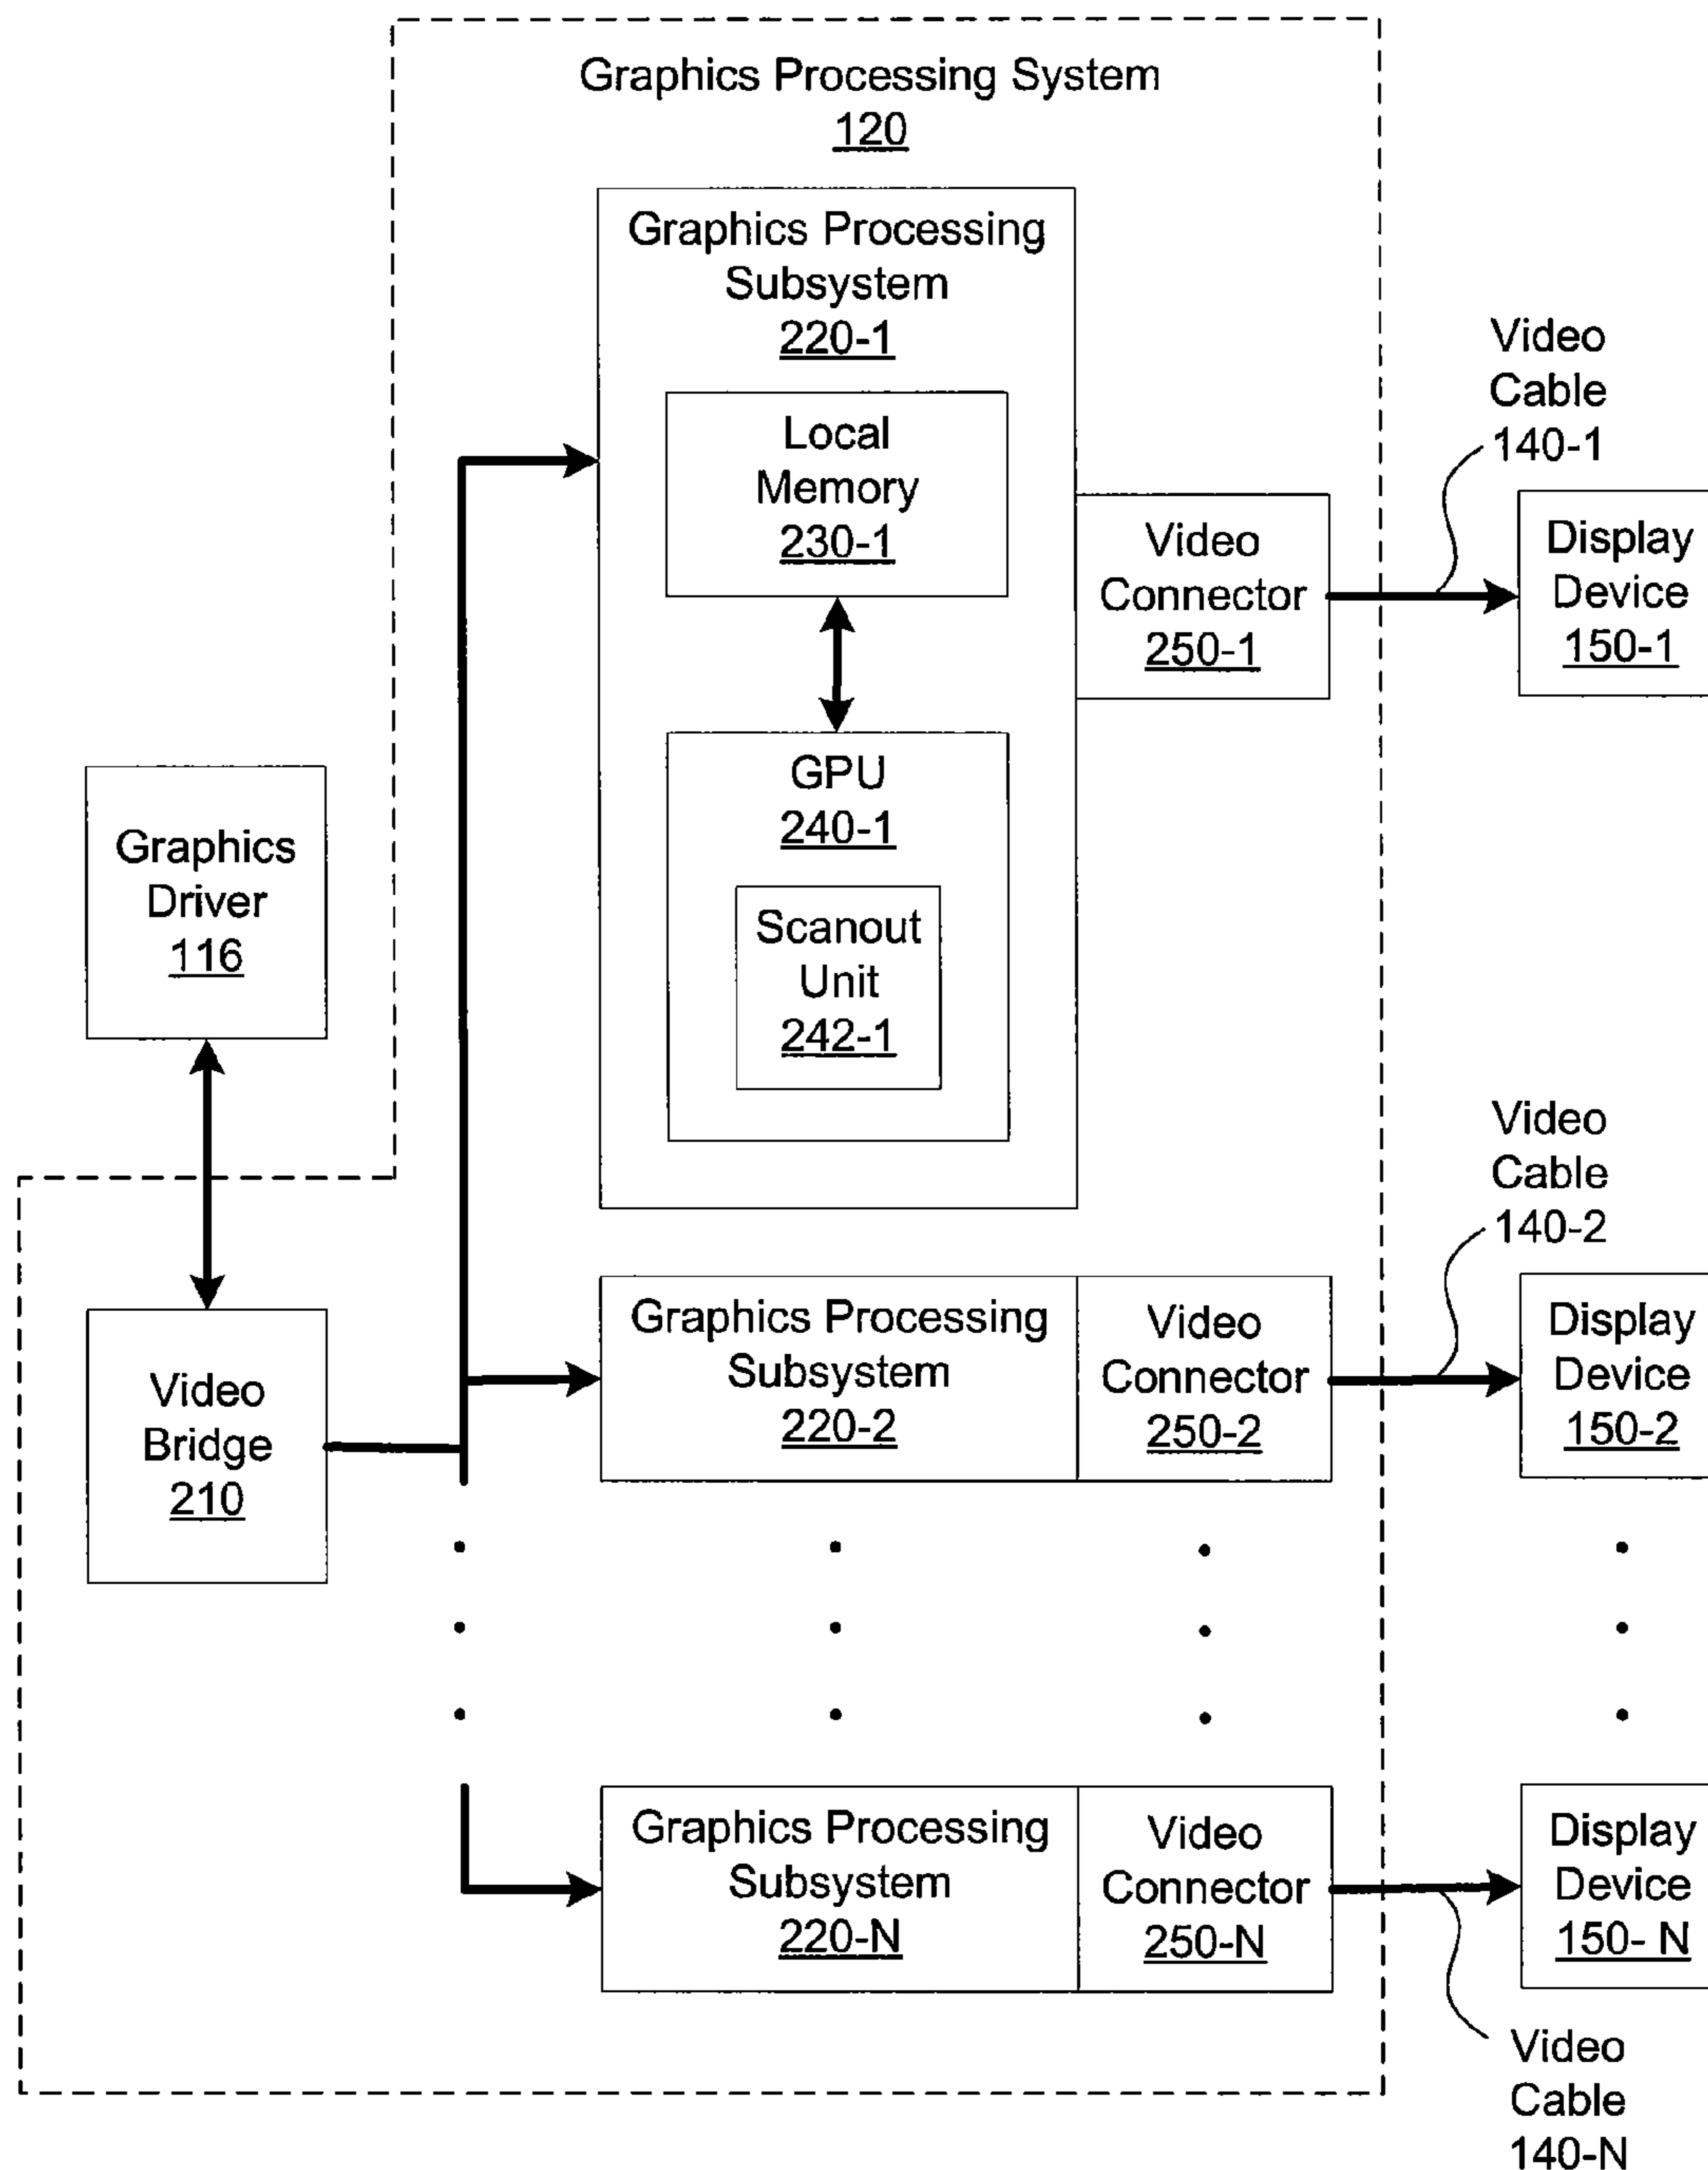 Graphics Processing System
120
Graphics Processing
Subsystem
220-1
Local
Memory
230-1
GPU
240-1
Scanout
Unit
242-1
Video
Connector
250-1
Video
Cable
140-1
Display
Device
150-1
Graphics
Driver
116
Video
Bridge
210
Graphics Processing
Subsystem
220-2
Video
Connector
250-2
Video
Cable
140-2
Display
Device
150-2
Graphics Processing
Subsystem
220-N
Video
Connector
250-N
Display
Device
150- N
Video
Cable
140-N